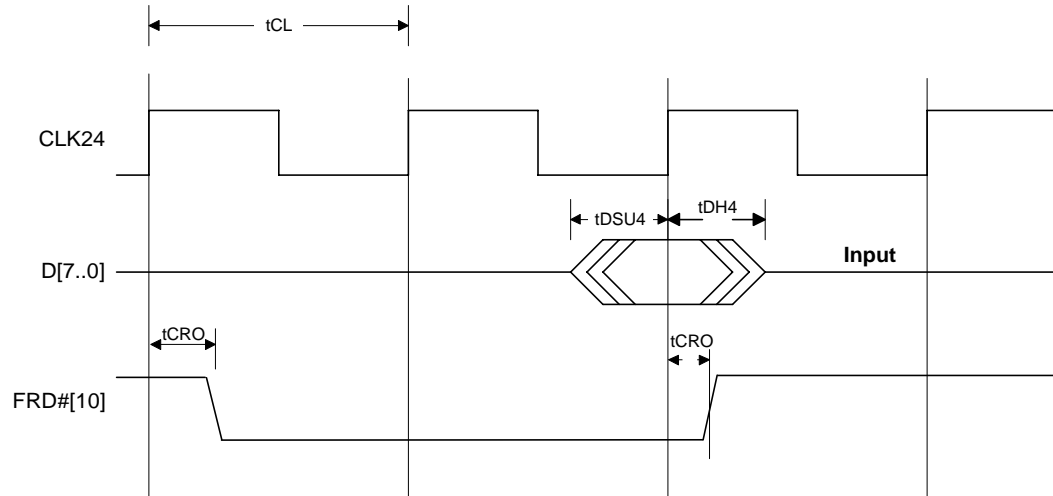 tCL
CLK24
tDSU4
tDH4
D[7..0]
Input
tCRO
tCRO
FRD#[10]